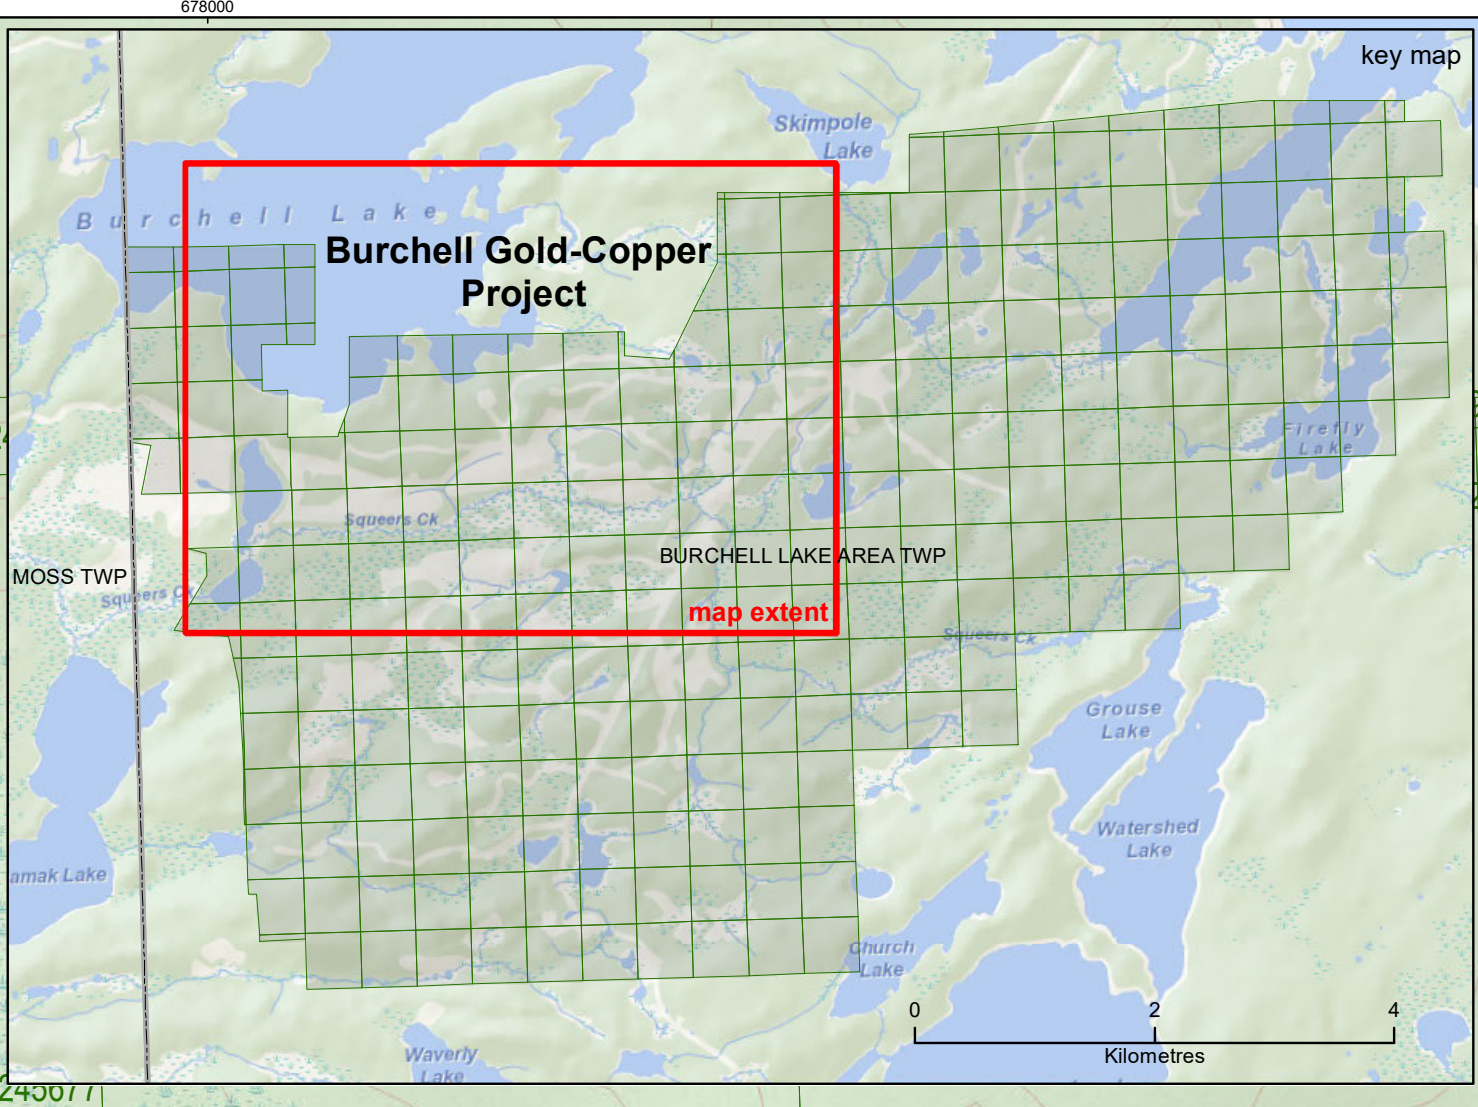 678000
key map
Skimpole
Lake
Burchell Lake
Burchell Gold-Copper
Project
Firefly
Lake
Squeers Ck
BURCHELL LAKE AREA TWP
MOSS TWP
Squeers Ck
map extent
Squeers Ck
Grouse
Lake
Watershed
Lake
amak Lake
Church
Lake
0 2 4
Kilometres
Waverly
Lake
245677